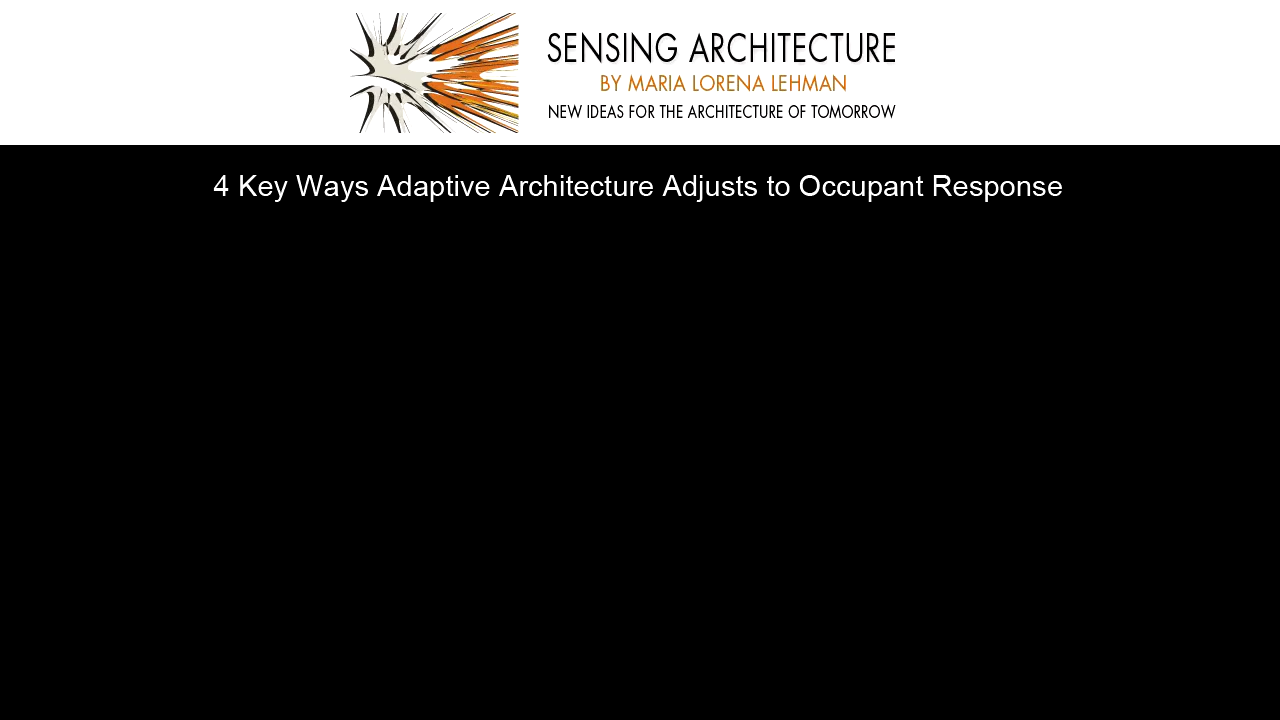 SENSING ARCHITECTURE
BY MARIA LORENA LEHMAN
NEW IDEAS FOR THE ARCHITECTURE OF TOMORROW
4 Key Ways Adaptive Architecture Adjusts to Occupant Response